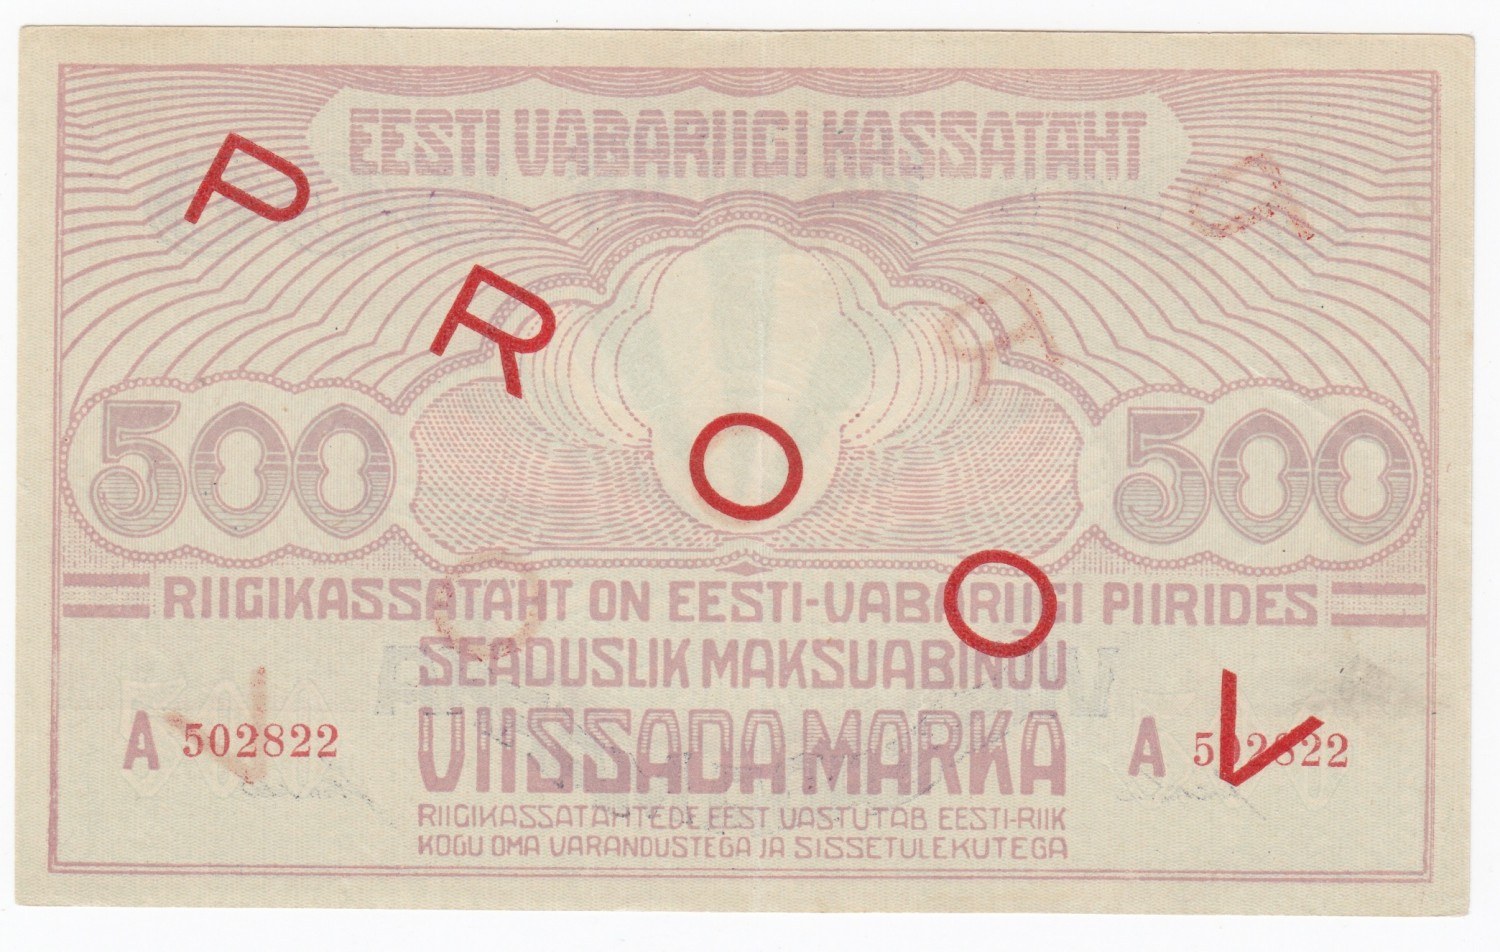 EESTI VABARIIGI KASSATÄHT
PROOV
500 500
RIIGIKASSATÄHT ON EESTI-VABARIIGI PIIRIDES
SEADUSLIK MAKSUABINÕU
VIISSADA MARKA
A 502822
A 502822
RIIGIKASSATÄHTEDE EEST VASTUTAB EESTI-RIIK
KOGU OMA VARANDUSTEGA JA SISSETULEKUTEGA